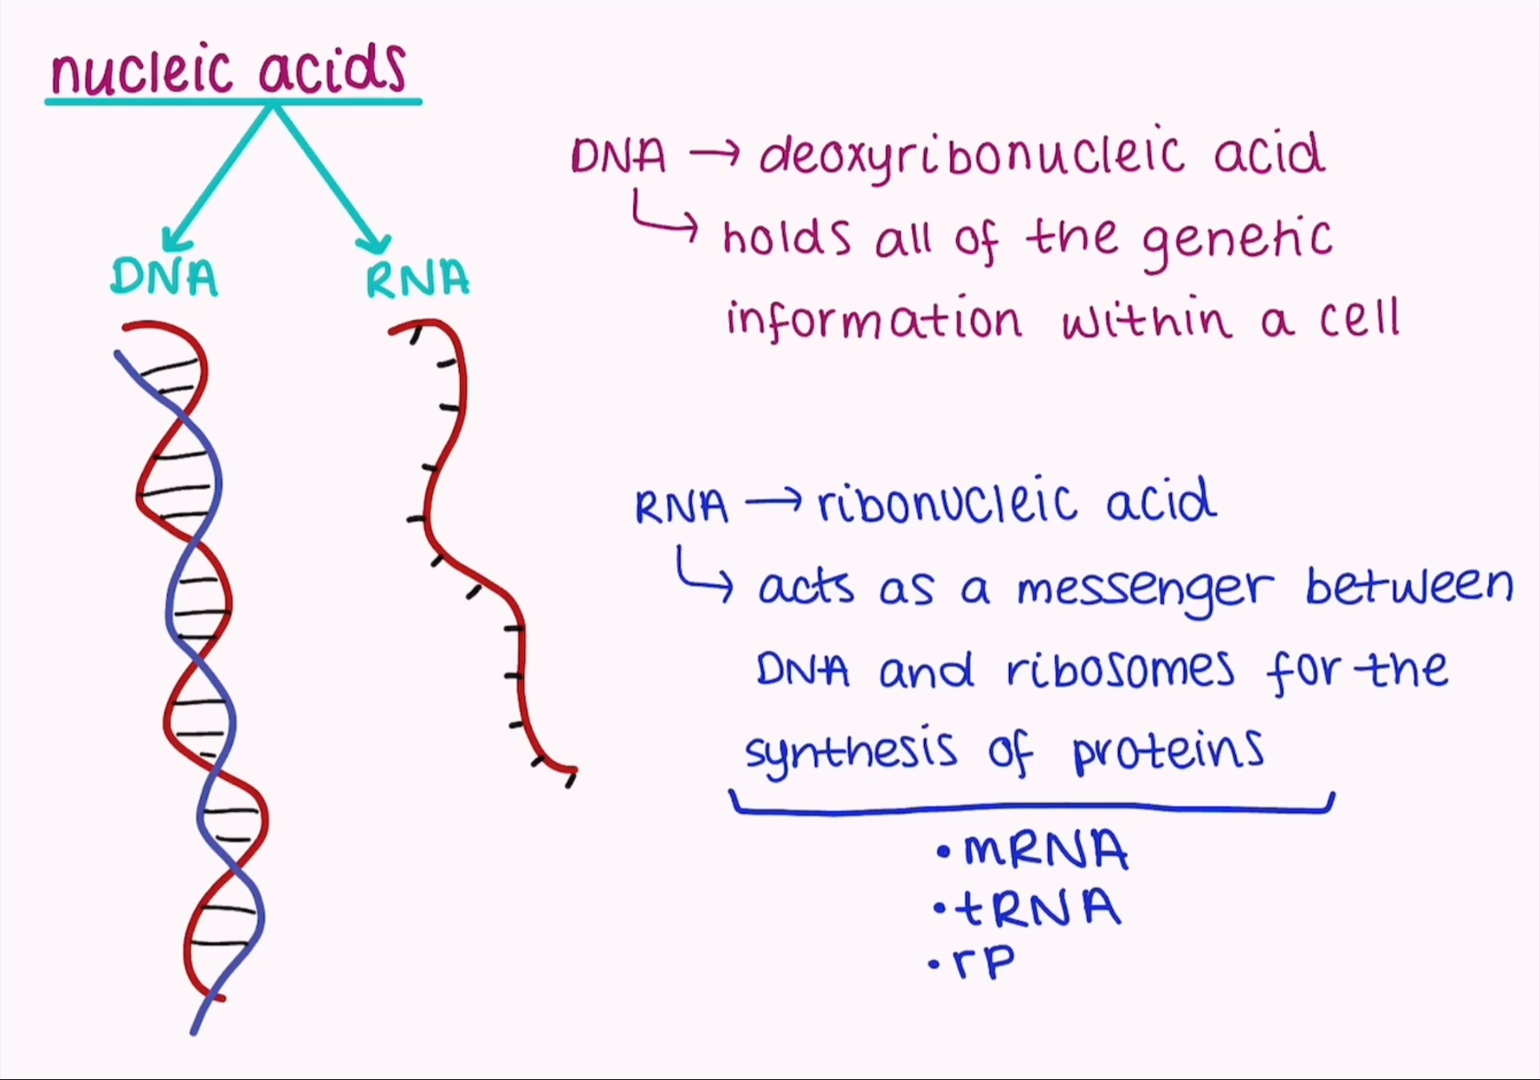 nucleic acids
DNA
RNA
DNA → deoxyribonucleic acid
↳ holds all of the genetic
information within a cell
RNA → ribonucleic acid
↳ acts as a messenger between
DNA and ribosomes for the
synthesis of proteins
• mRNA
• tRNA
• rP